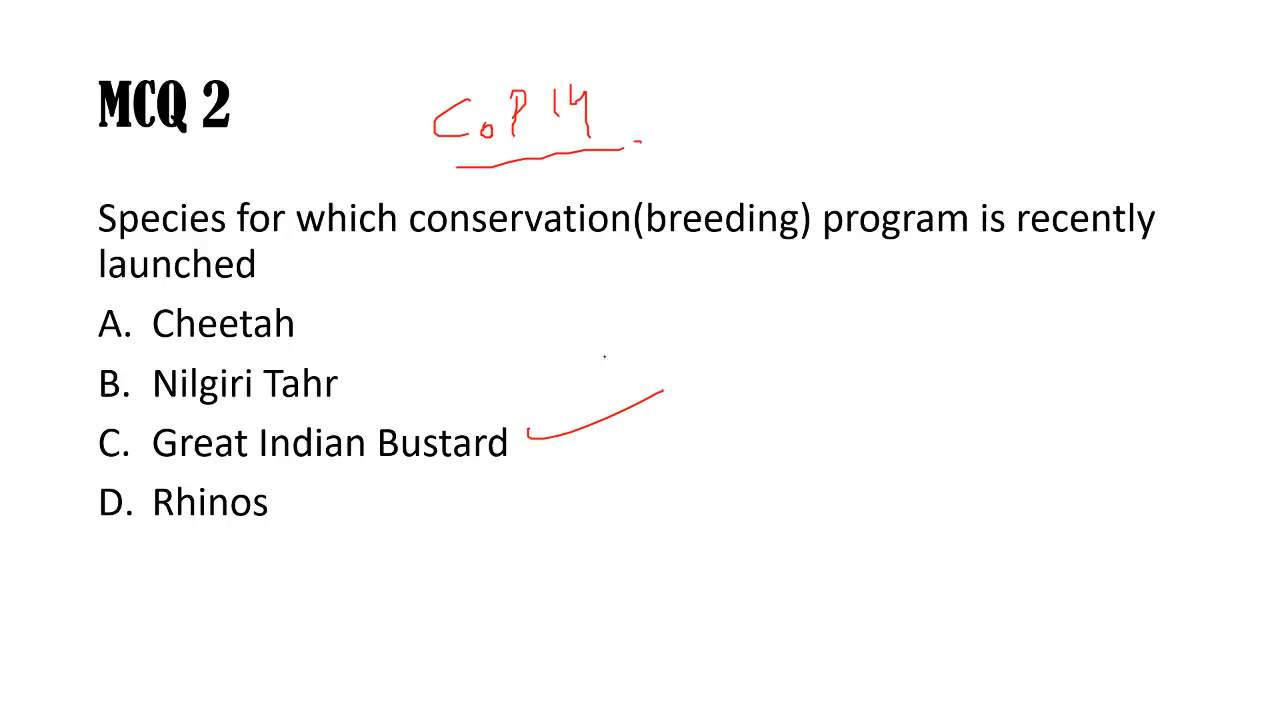 MCQ 2
CoP 14
Species for which conservation(breeding) program is recently
launched
A. Cheetah
B. Nilgiri Tahr
C. Great Indian Bustard
D. Rhinos